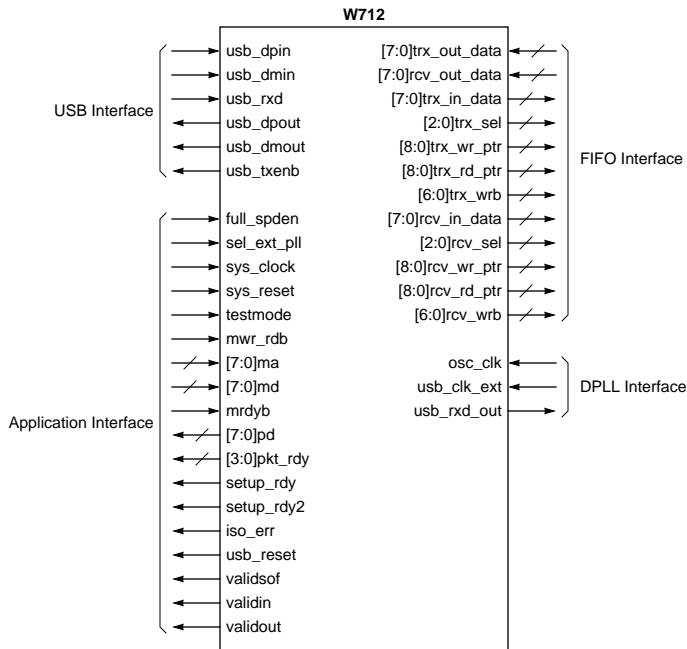 W712
USB Interface
usb_dpin
usb_dmin
usb_rxd
usb_dpout
usb_dmout
usb_txenb
Application Interface
full_spden
sel_ext_pll
sys_clock
sys_reset
testmode
mwr_rdb
[7:0]ma
[7:0]md
mrdyb
[7:0]pd
[3:0]pkt_rdy
setup_rdy
setup_rdy2
iso_err
usb_reset
validsof
validin
validout
[7:0]trx_out_data
[7:0]rcv_out_data
[7:0]trx_in_data
[2:0]trx_sel
[8:0]trx_wr_ptr
[8:0]trx_rd_ptr
[6:0]trx_wrb
[7:0]rcv_in_data
[2:0]rcv_sel
[8:0]rcv_wr_ptr
[8:0]rcv_rd_ptr
[6:0]rcv_wrb
FIFO Interface
osc_clk
usb_clk_ext
usb_rxd_out
DPLL Interface